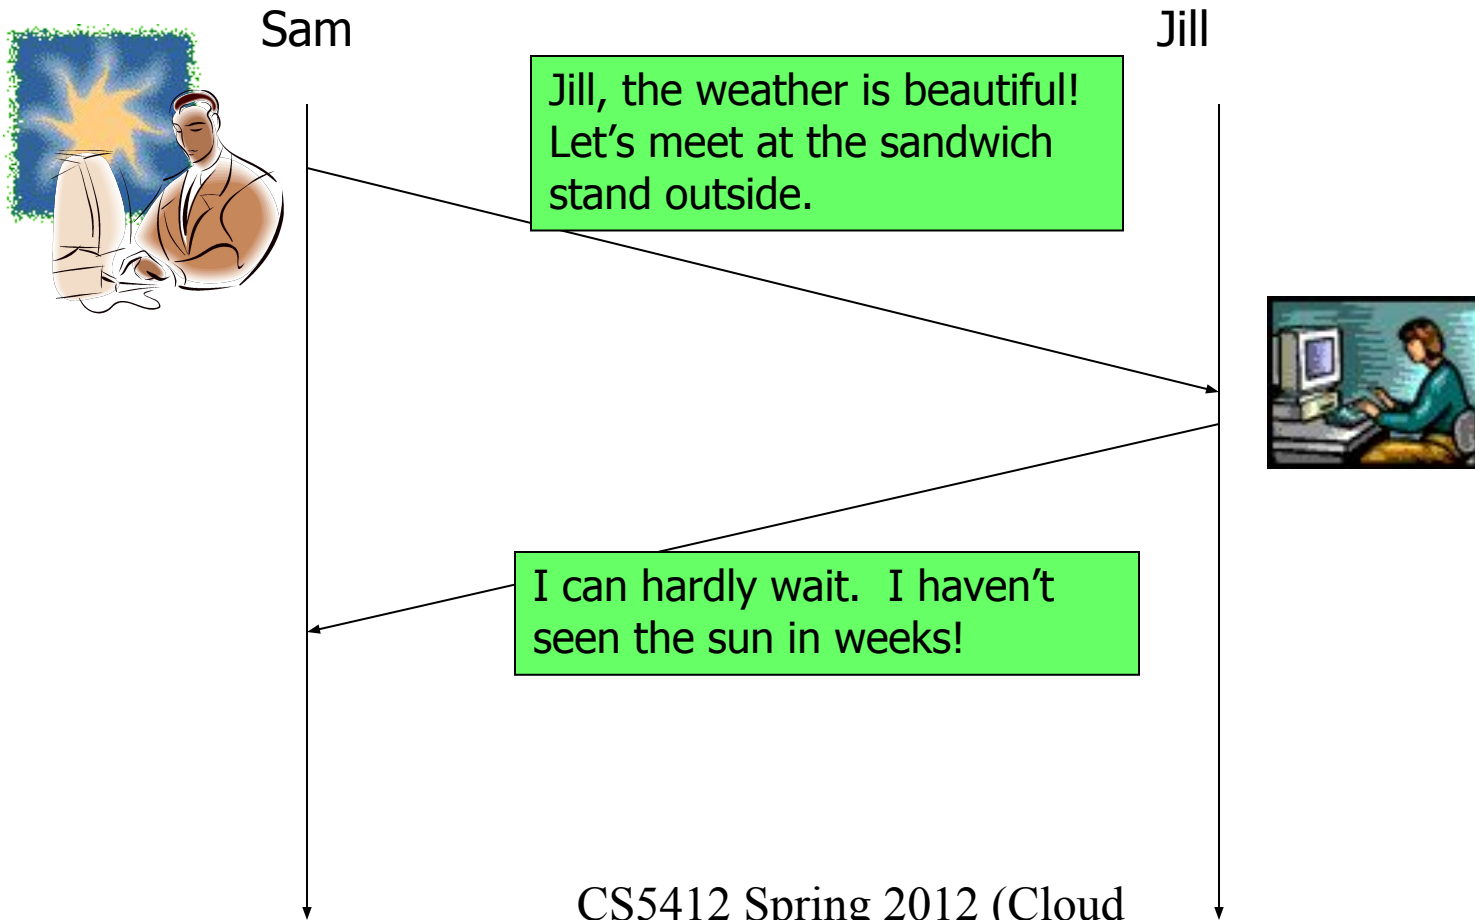 Sam
Jill
Jill, the weather is beautiful!
Let’s meet at the sandwich
stand outside.
I can hardly wait.  I haven’t
seen the sun in weeks!
CS5412 Spring 2012 (Cloud